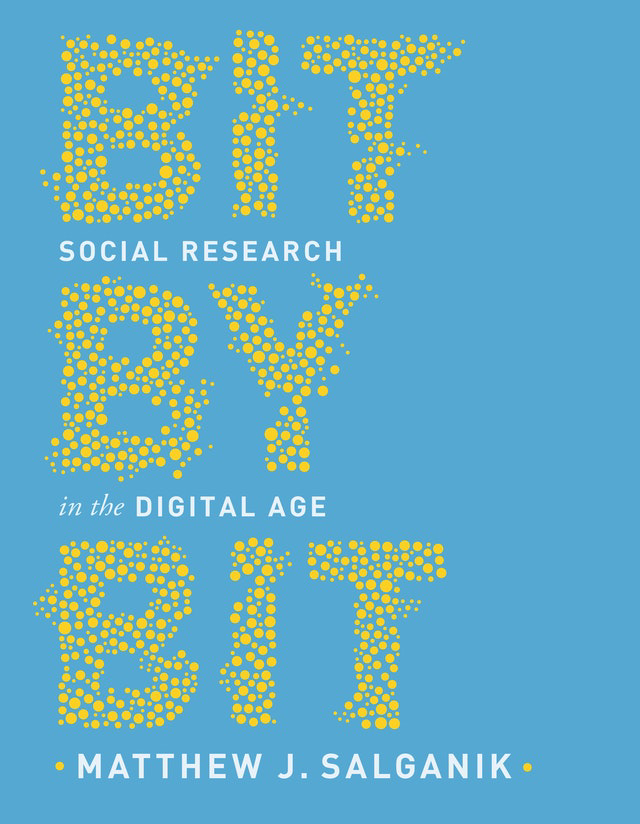 BIT
SOCIAL RESEARCH
BY
in the DIGITAL AGE
BIT
• MATTHEW J. SALGANIK •